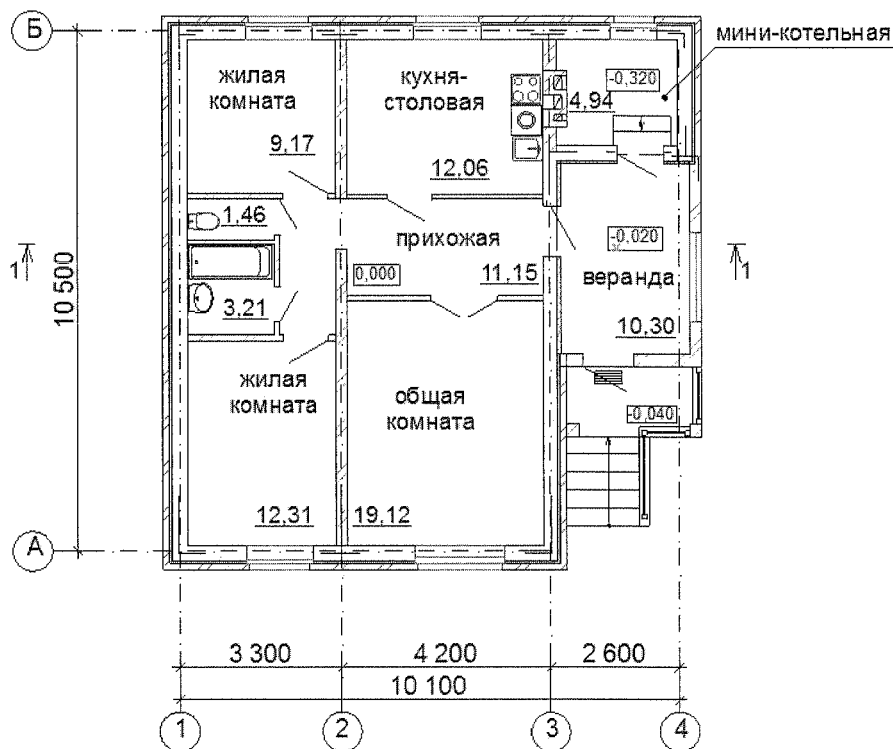 Б
мини-котельная
жилая
комната
9,17
кухня-
столовая
12,06
4,94
-0,320
1,46
3,21
прихожая
0,000
11,15
-0,020
веранда
10,30
1
1
10 500
жилая
комната
12,31
общая
комната
19,12
-0,040
А
3 300
4 200
2 600
10 100
1
2
3
4